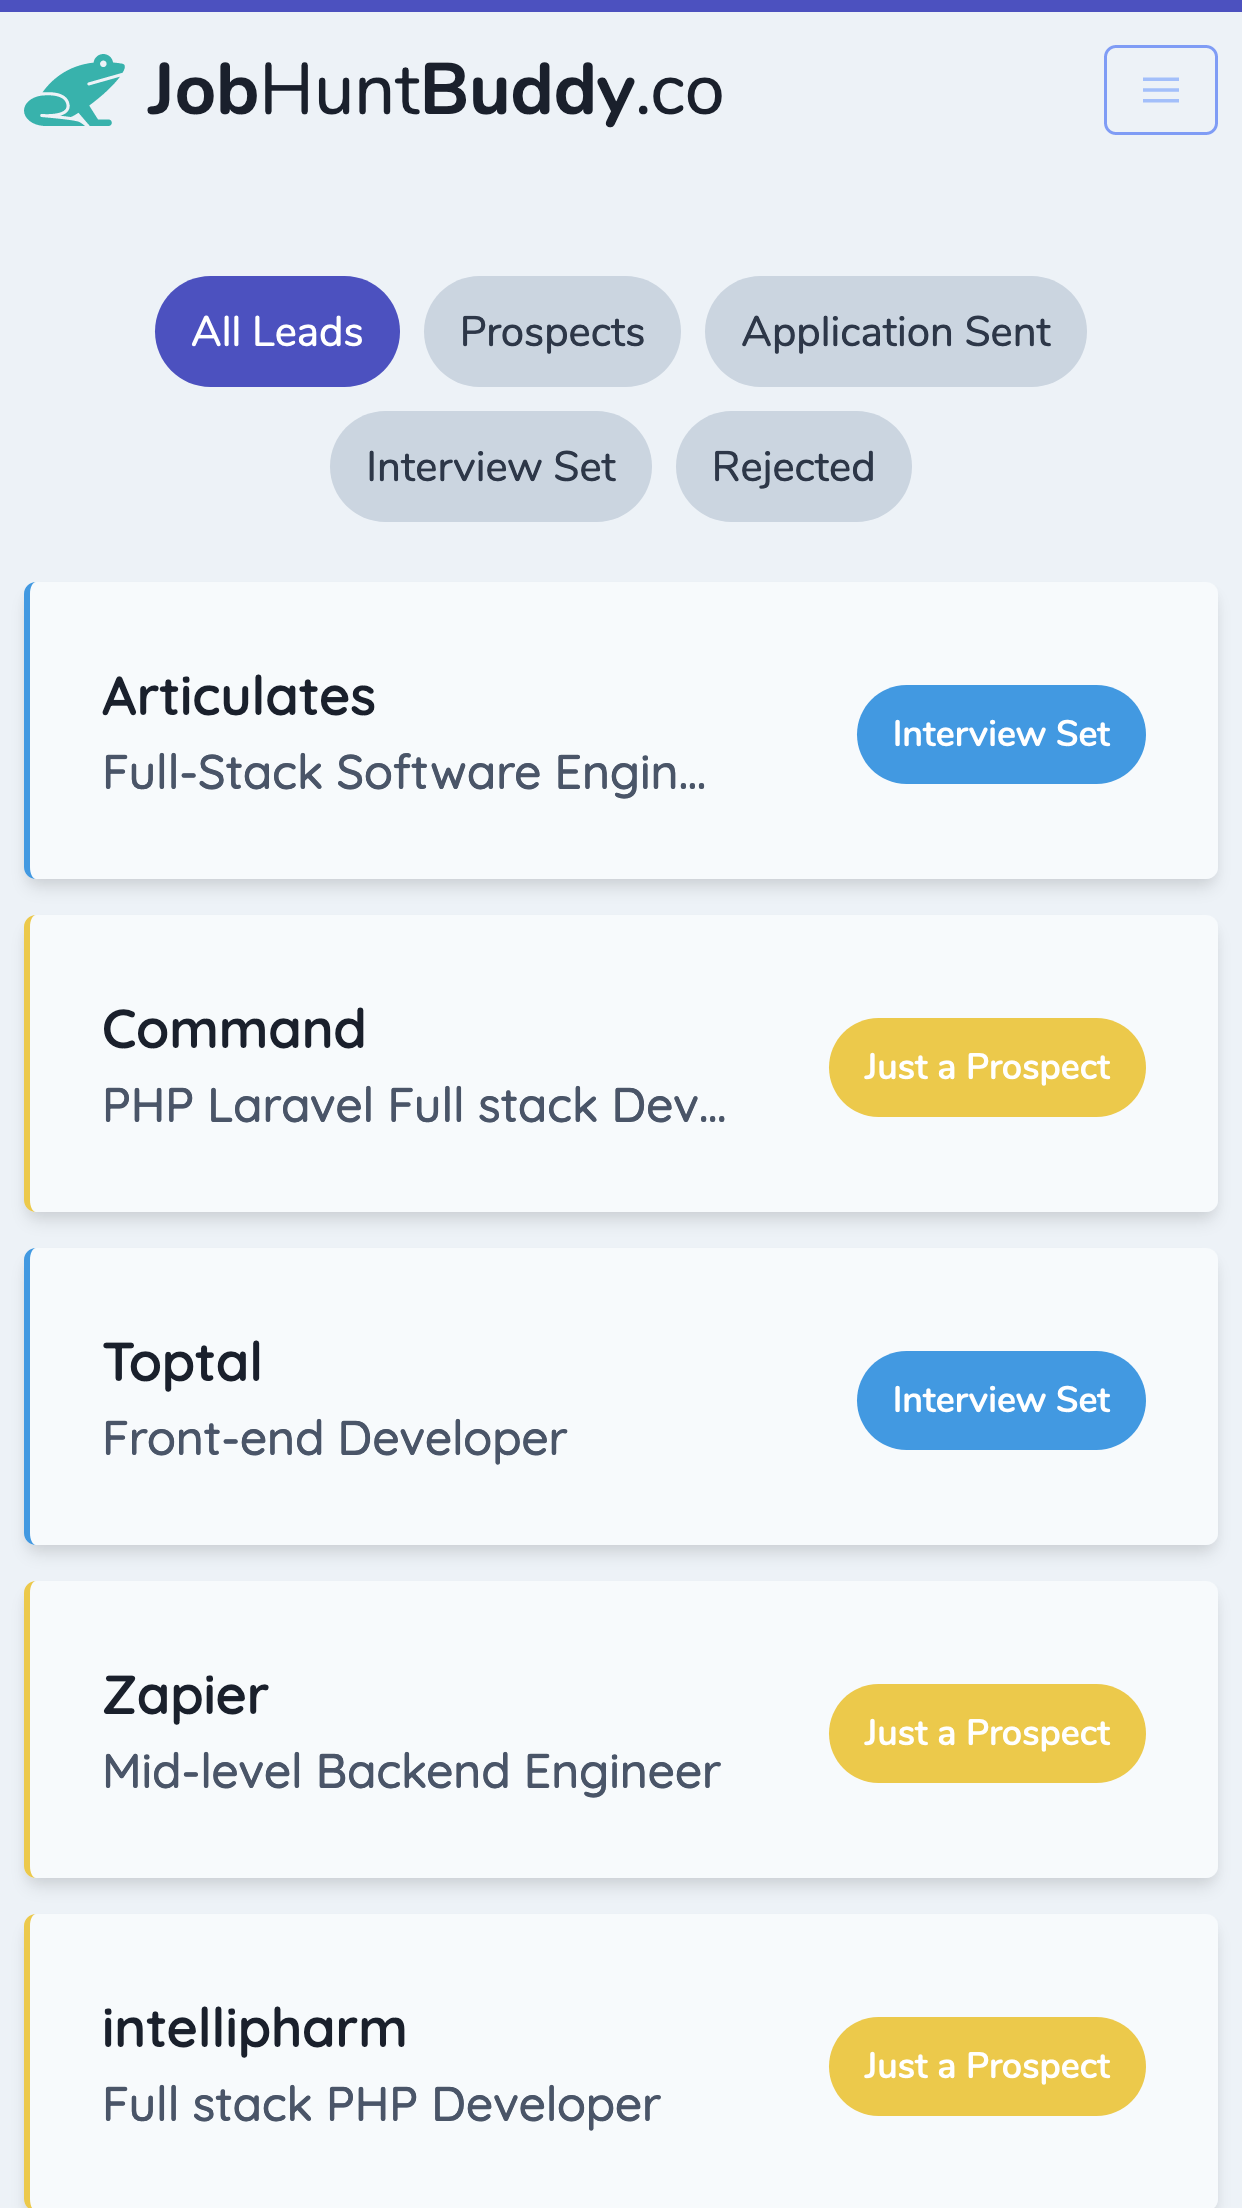 JobHuntBuddy.co
All Leads Prospects Application Sent
Interview Set Rejected
Articulates
Full-Stack Software Engin...
Interview Set
Command
PHP Laravel Full stack Dev...
Just a Prospect
Toptal
Front-end Developer
Interview Set
Zapier
Mid-level Backend Engineer
Just a Prospect
intellipharm
Full stack PHP Developer
Just a Prospect